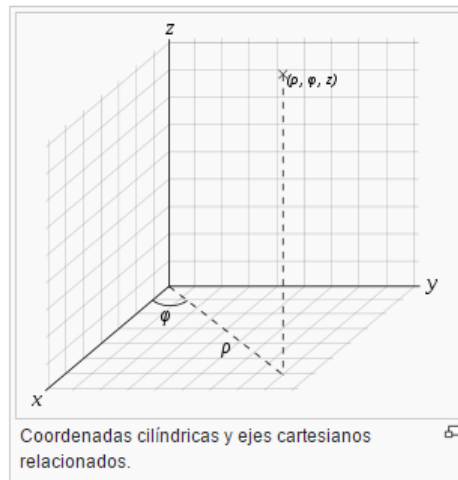 z
(ρ, φ, z)
y
φ
ρ
x
Coordenadas cilíndricas y ejes cartesianos
relacionados.